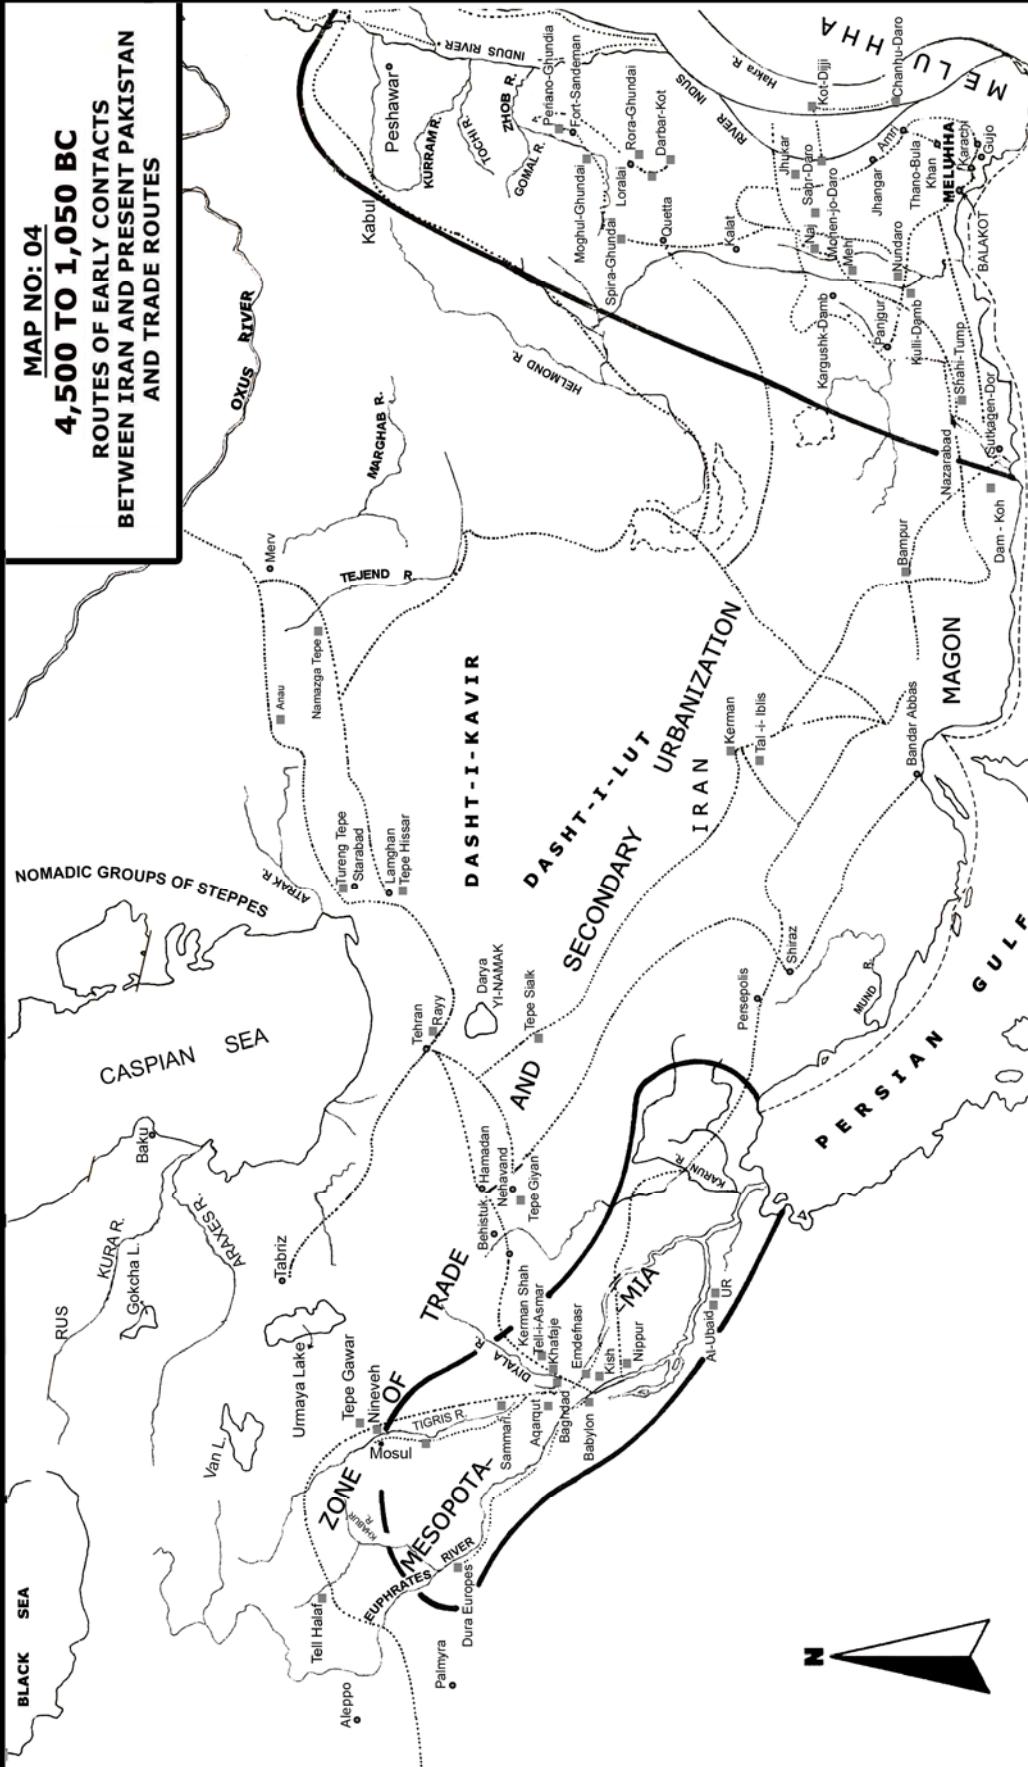 MAP NO: 04
4,500 TO 1,050 BC
ROUTES OF EARLY CONTACTS
BETWEEN IRAN AND PRESENT PAKISTAN
AND TRADE ROUTES
BLACK SEA
RUS
KURA R.
Gokcha L.
ARAXES R.
Baku
CASPIAN SEA
NOMADIC GROUPS OF STEPPES
ATRAK R.
OXUS RIVER
Merv
MARGHAB R.
TEJEND R.
Anau
Namazga Tepe
Tureng Tepe
Starabad
Lamghan
Tepe Hissar
Tehran
Rayy
Darya
YI-NAMAK
Tepe Sialk
DASHT-I-KAVIR
DASHT-I-LUT
Tabriz
Urmaya Lake
Van L.
Tepe Gawar
Nineveh
Mosul
TIGRIS R.
KHABUR
R.
Tell Halaf
Aleppo
Palmyra
Dura Europes
EUPHRATES RIVER
MESOPOTA-
-MIA
ZONE OF TRADE AND SECONDARY URBANIZATION
IRAN
Behistuk
Hamadan
Nehavand
Tepe Giyan
Kerman Shah
Tell-i-Asmar
Khafaje
DIYALA R.
Emdefnasr
Kish
Nippur
Sammari
Aqarqut
Baghdad
Babylon
Al-Ubaid
UR
KARUN R.
Persepolis
Shiraz
MUND R.
PERSIAN GULF
Kerman
Tal -i- Iblis
Bandar Abbas
MAGON
Bampur
Dam - Koh
Nazarabad
Sutkagen-Dor
Shahi-Tump
Kulli-Damb
Nundaro
Panjgur
Kargushk-Damb
Mehi
Naj
Mohen-jo-Daro
Sahr-Daro
Jhukar
Kot-Dijji
Chanhu-Daro
Amri
Jhangar
Thano-Bula
Khan
MELUHHA
Karachi
Gujo
BALAKOT
MELUHHA
Hakra R.
INDUS RIVER
Kalat
Quetta
Spira-Ghundai
Moghul-Ghundai
Loralai
Rora-Ghundai
Darbar-Kot
Fort-Sandeman
Periano-Ghundia
GOMAL R.
ZHOB R.
TOCHI R.
KURRAM R.
Peshawar
Kabul
INDUS RIVER
HELMOND R.
N